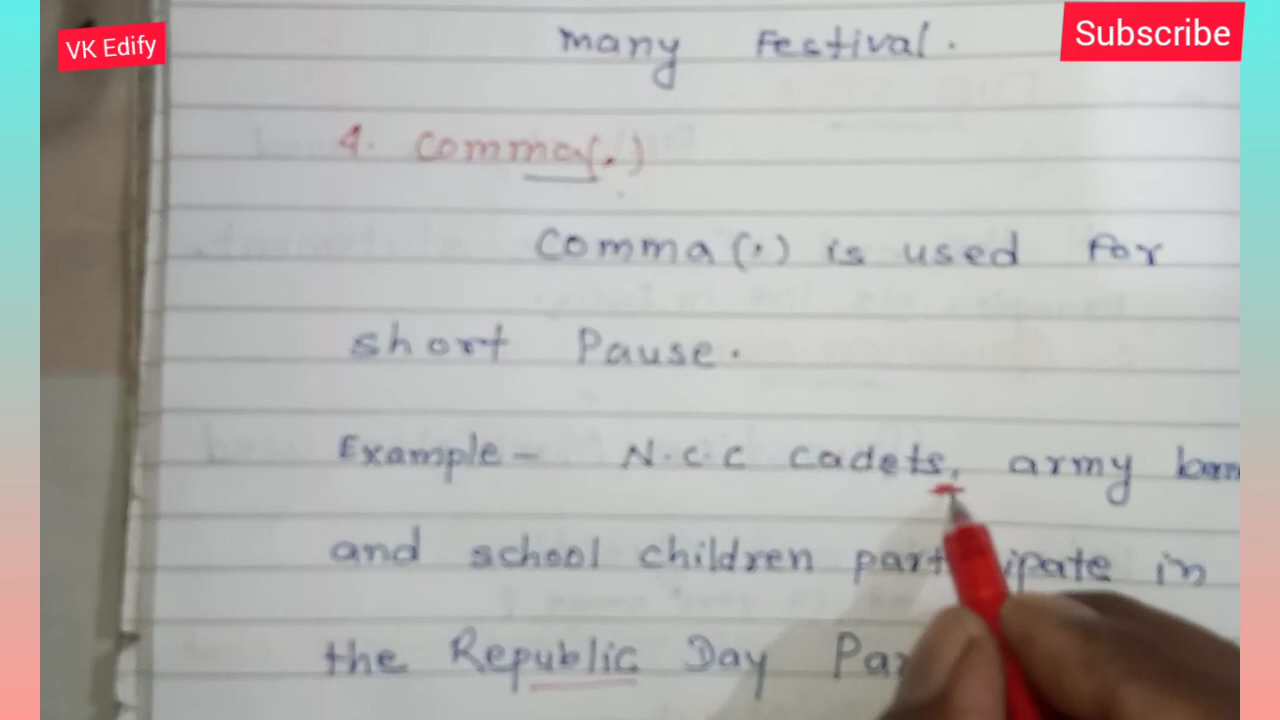 VK Edify
Subscribe
many Festival.
4. Comma(,)
Comma (,) is used for
short Pause.
Example- N.C.C cadets, army
and school children participate in
the Republic Day